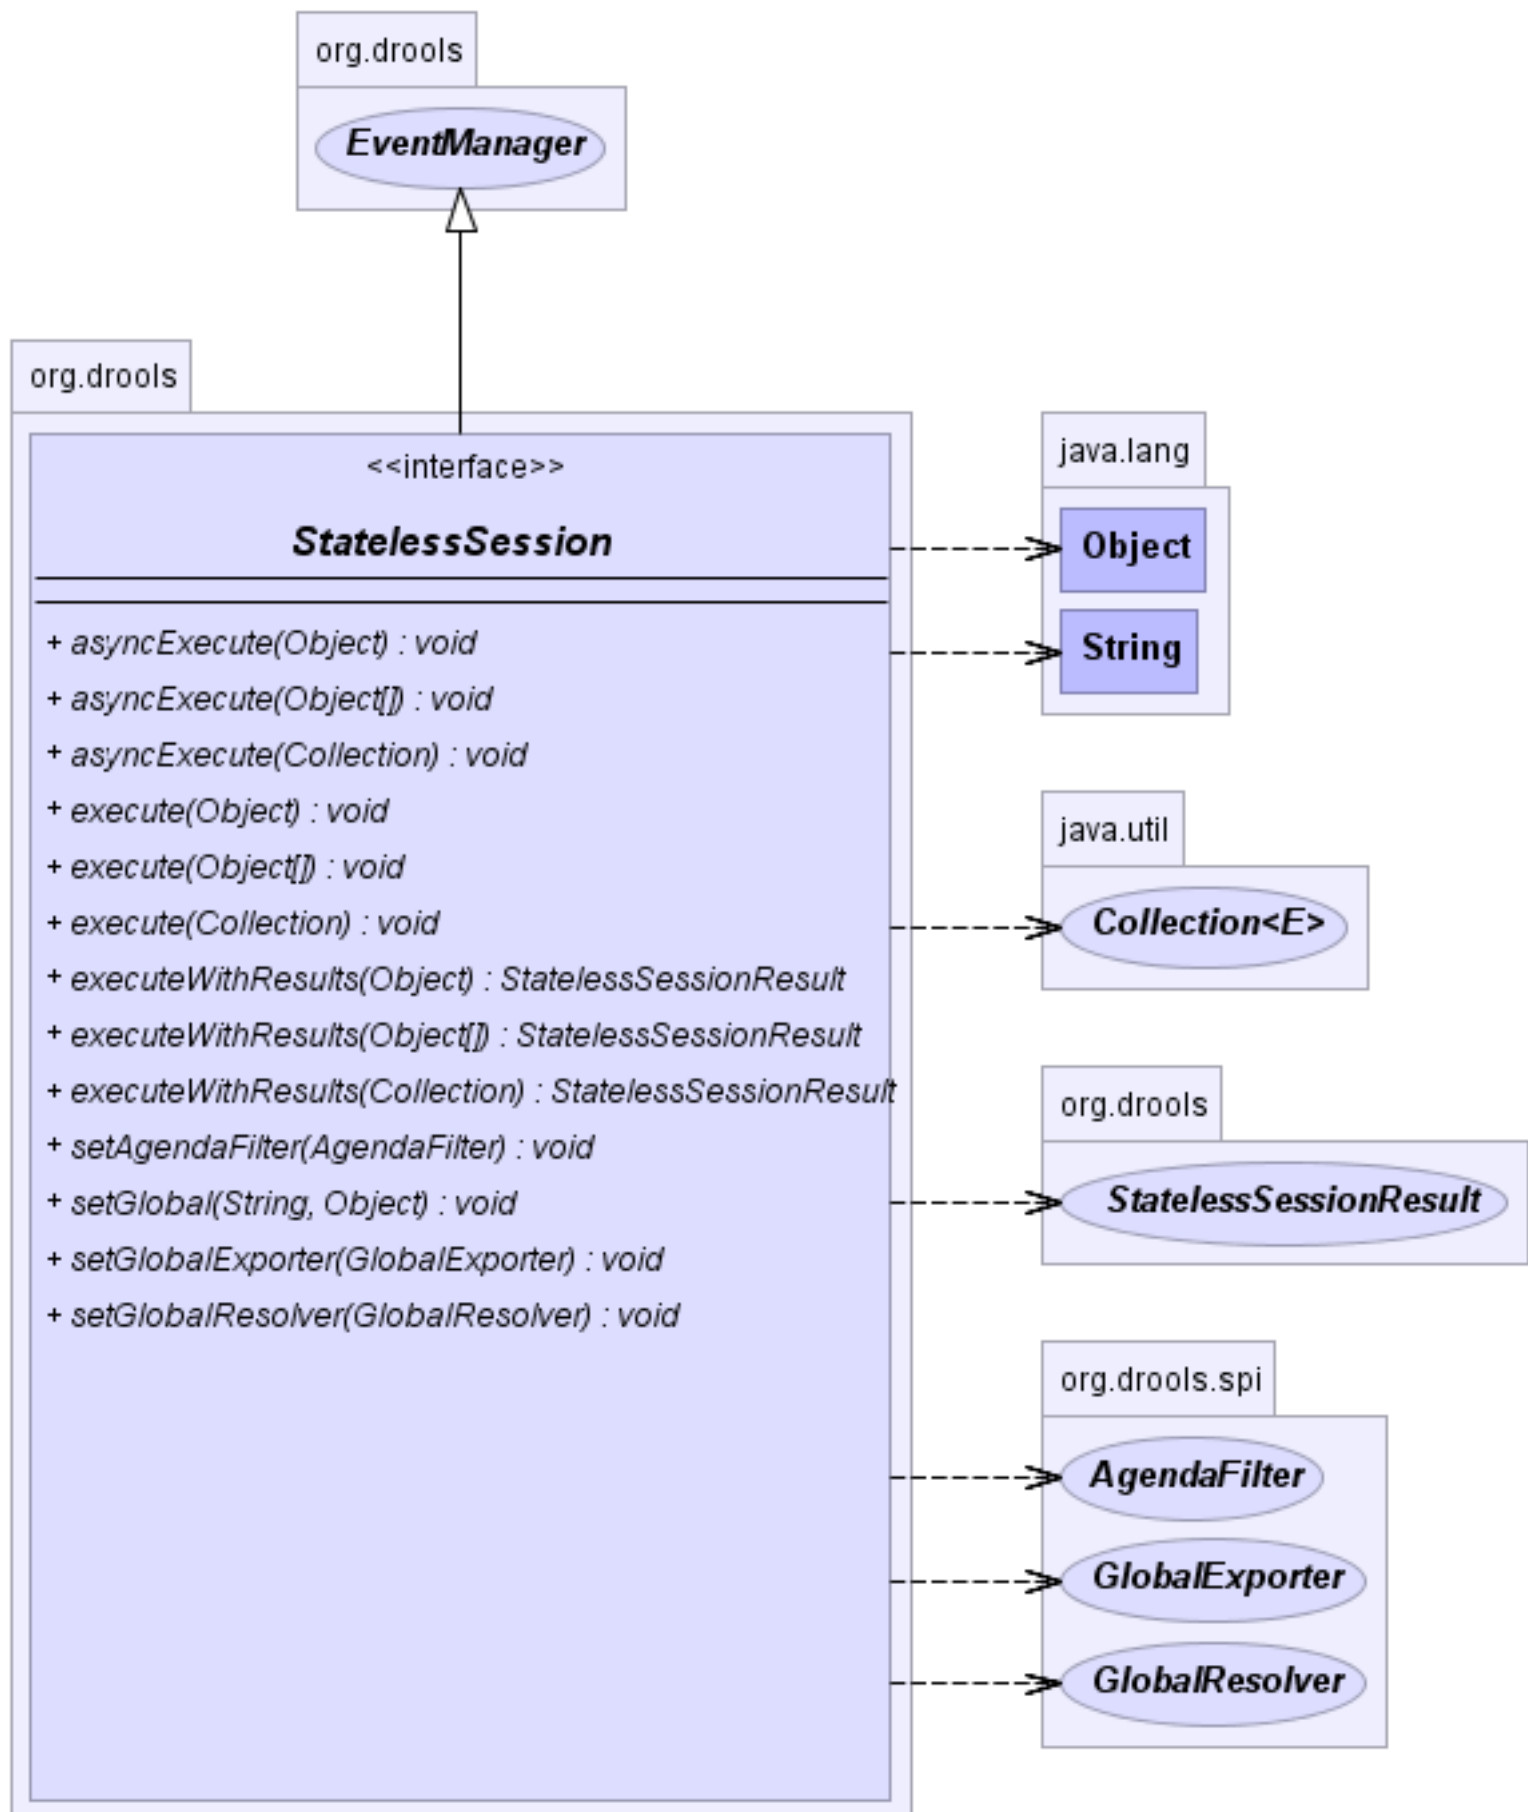 org.drools
EventManager
org.drools
<<interface>>
StatelessSession
+ asyncExecute(Object) : void
+ asyncExecute(Object[]) : void
+ asyncExecute(Collection) : void
+ execute(Object) : void
+ execute(Object[]) : void
+ execute(Collection) : void
+ executeWithResults(Object) : StatelessSessionResult
+ executeWithResults(Object[]) : StatelessSessionResult
+ executeWithResults(Collection) : StatelessSessionResult
+ setAgendaFilter(AgendaFilter) : void
+ setGlobal(String, Object) : void
+ setGlobalExporter(GlobalExporter) : void
+ setGlobalResolver(GlobalResolver) : void
java.lang
Object
String
java.util
Collection<E>
org.drools
StatelessSessionResult
org.drools.spi
AgendaFilter
GlobalExporter
GlobalResolver